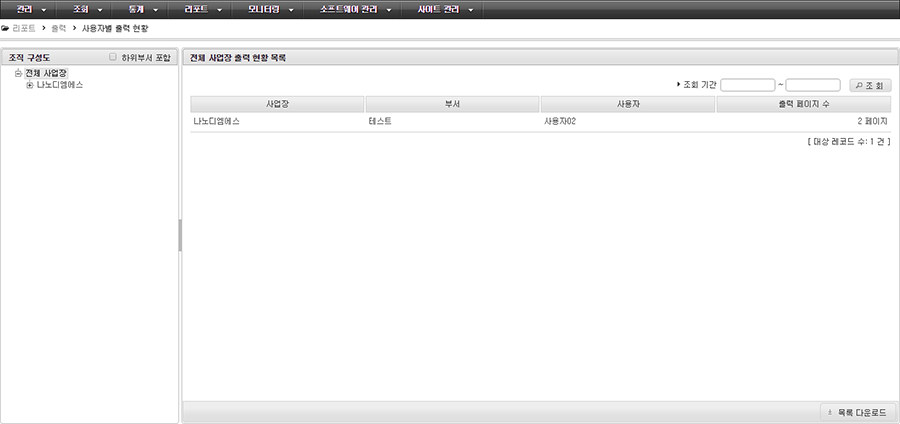 관리 조회 통계 리포트 모니터링 소프트웨어 관리 사이트 관리
리포트 > 출력 > 사용자별 출력 현황
조직 구성도 하위부서 포함
전체 사업장
나노디엠에스
전체 사업장 출력 현황 목록
조회 기간 ~ 조 회
사업장 부서 사용자 출력 페이지 수
나노디엠에스 테스트 사용자02 2 페이지
[ 대상 레코드 수: 1 건 ]
목록 다운로드